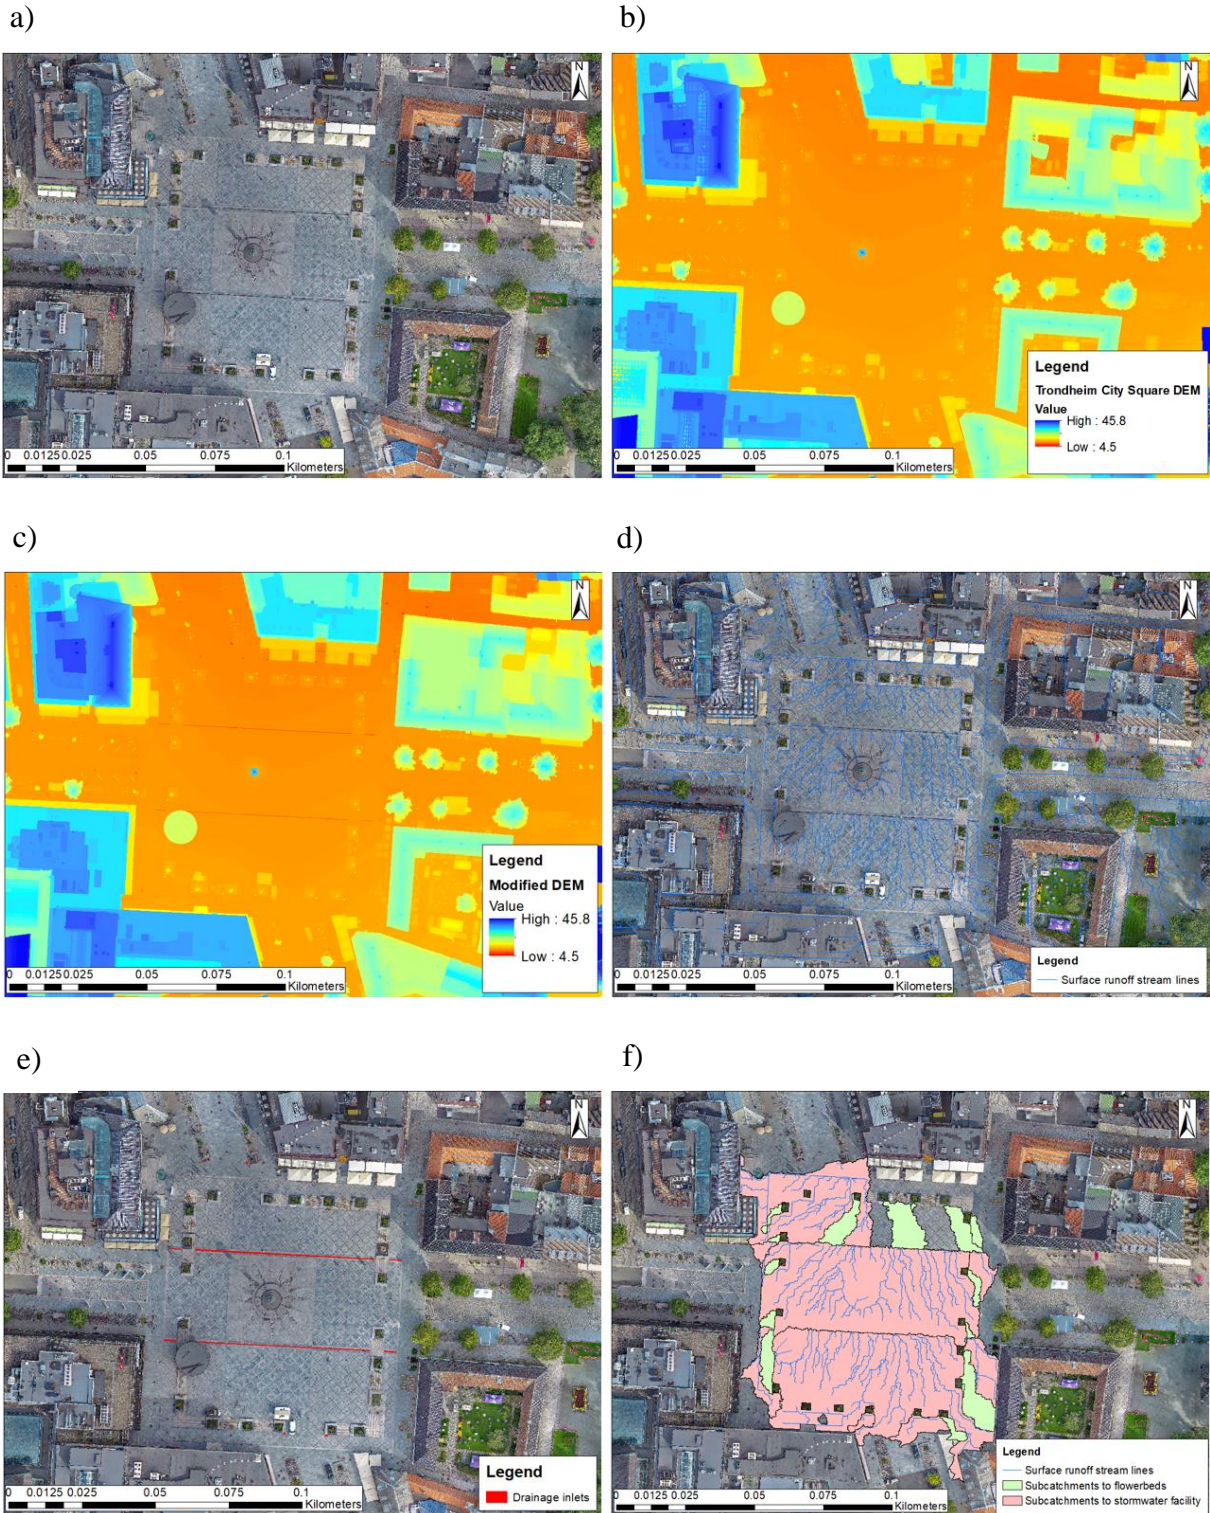 a)
b)
N
0 0.0125 0.025 0.05 0.075 0.1
Kilometers
N
Legend
Trondheim City Square DEM
Value
High : 45.8
Low : 4.5
0 0.0125 0.025 0.05 0.075 0.1
Kilometers
c)
d)
N
Legend
Modified DEM
Value
High : 45.8
Low : 4.5
0 0.0125 0.025 0.05 0.075 0.1
Kilometers
N
Legend
Surface runoff stream lines
0 0.0125 0.025 0.05 0.075 0.1
Kilometers
e)
f)
N
Legend
Drainage inlets
0 0.0125 0.025 0.05 0.075 0.1
Kilometers
N
Legend
Surface runoff stream lines
Subcatchments to flowerbeds
Subcatchments to stormwater facility
0 0.0125 0.025 0.05 0.075 0.1
Kilometers